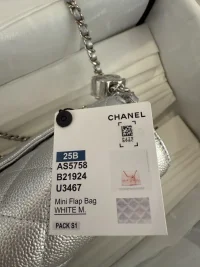 CHANEL
25B
AS5758
B21924
U3467
Mini Flap Bag
WHITE M.
PACK S1